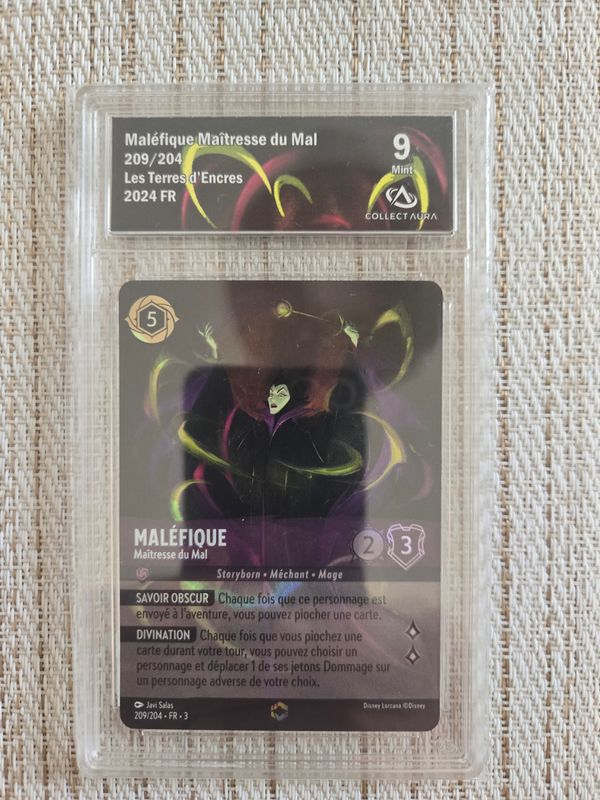 Maléfique Maîtresse du Mal
209/204
Les Terres d'Encres
2024 FR
9
Mint
COLLECT AURA
5
MALÉFIQUE
Maîtresse du Mal
2
3
Storyborn • Méchant • Mage
SAVOIR OBSCUR Chaque fois que ce personnage est
envoyé à l'aventure, vous pouvez piocher une carte.
DIVINATION Chaque fois que vous piochez une
carte durant votre tour, vous pouvez choisir un
personnage et déplacer 1 de ses jetons Dommage sur
un personnage adverse de votre choix.
Javi Salas
209/204 • FR • 3
Disney Lorcana ©Disney